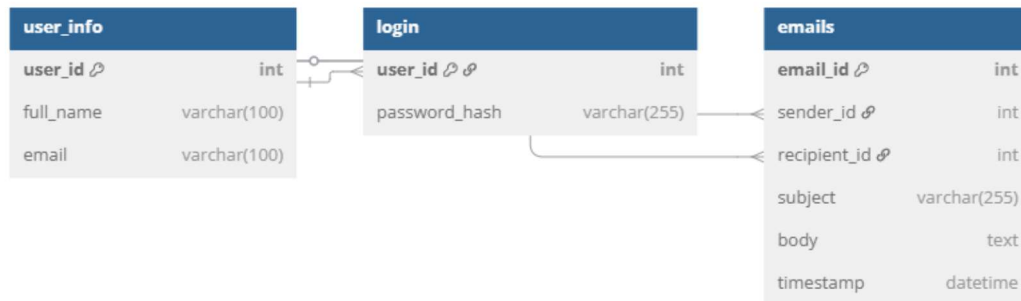 user_info
user_id int
full_name varchar(100)
email varchar(100)
login
user_id int
password_hash varchar(255)
emails
email_id int
sender_id int
recipient_id int
subject varchar(255)
body text
timestamp datetime